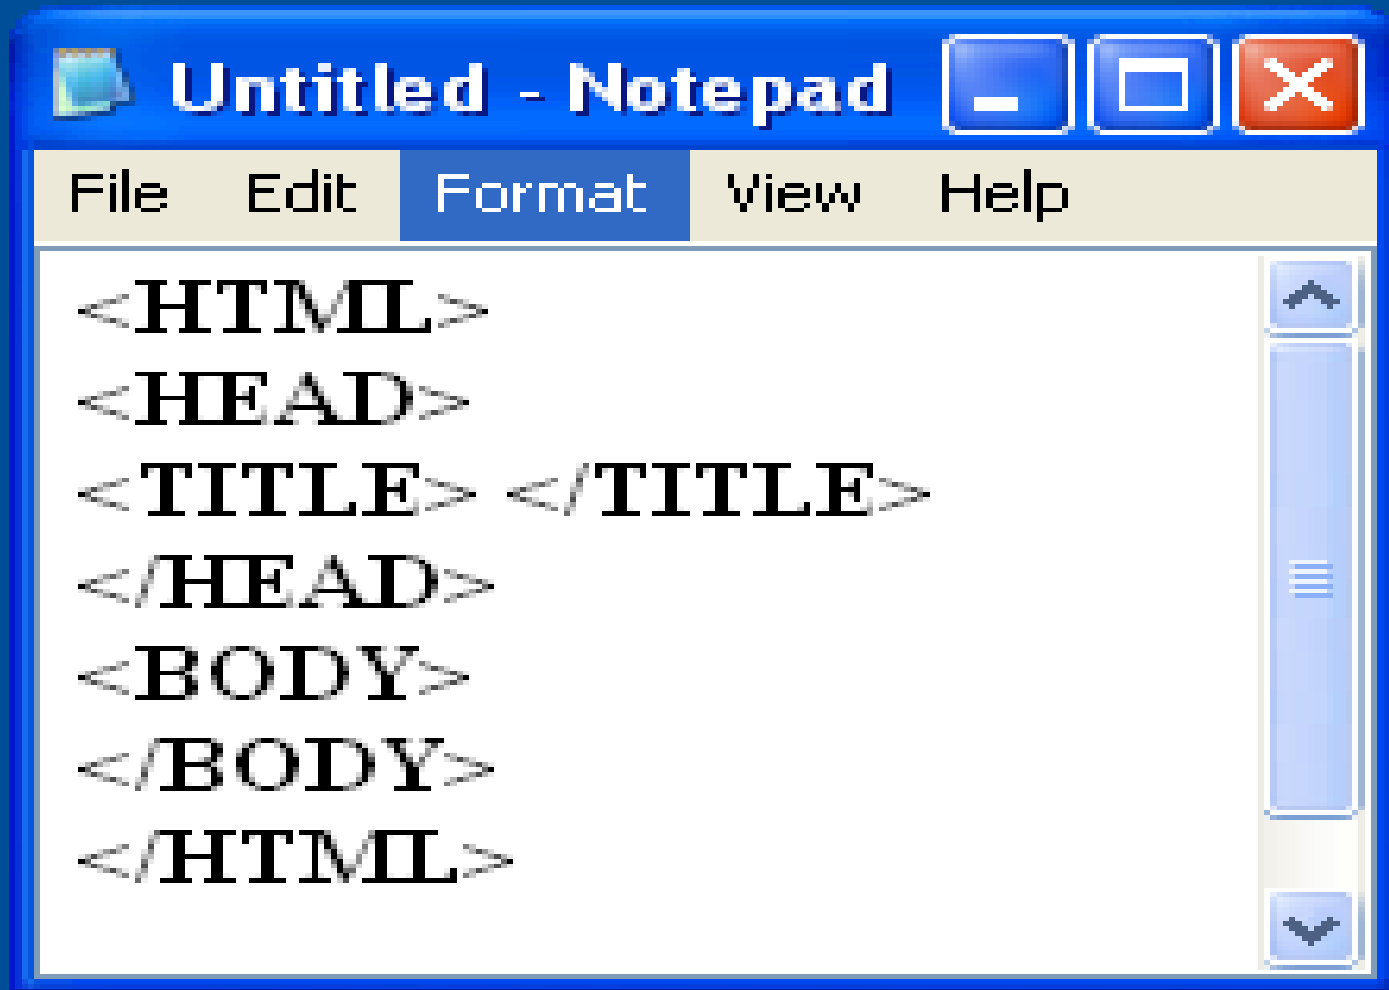 Untitled - Notepad
File Edit Format View Help
<HTML>
<HEAD>
<TITLE> </TITLE>
</HEAD>
<BODY>
</BODY>
</HTML>